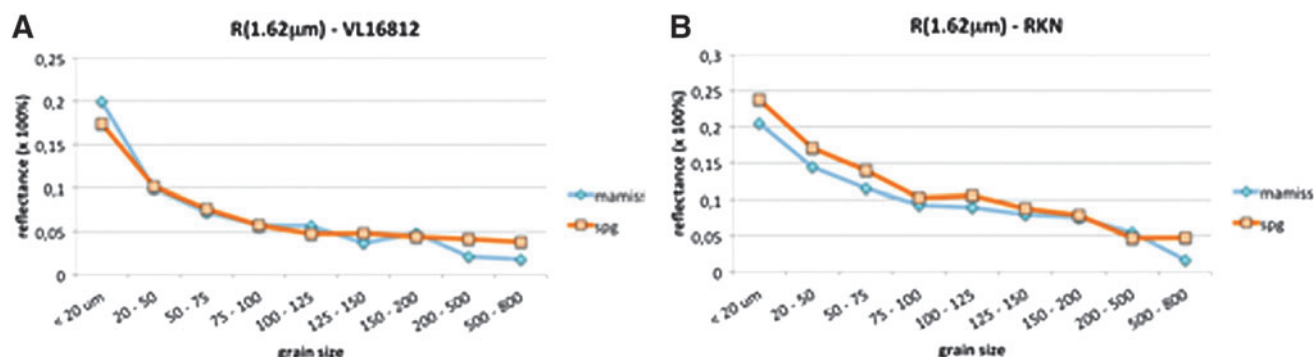 A
R(1.62µm) - VL16812
reflectance (x 100%)
0,25
0,2
0,15
0,1
0,05
0
< 20 um
20 - 50
50 - 75
75 - 100
100 - 125
125 - 150
150 - 200
200 - 500
500 - 800
grain size
mamiss
spg
B
R(1.62µm) - RKN
reflectance (x 100%)
0,3
0,25
0,2
0,15
0,1
0,05
0
< 20 um
20 - 50
50 - 75
75 - 100
100 - 125
125 - 150
150 - 200
200 - 500
500 - 800
grain size
mamiss
spg